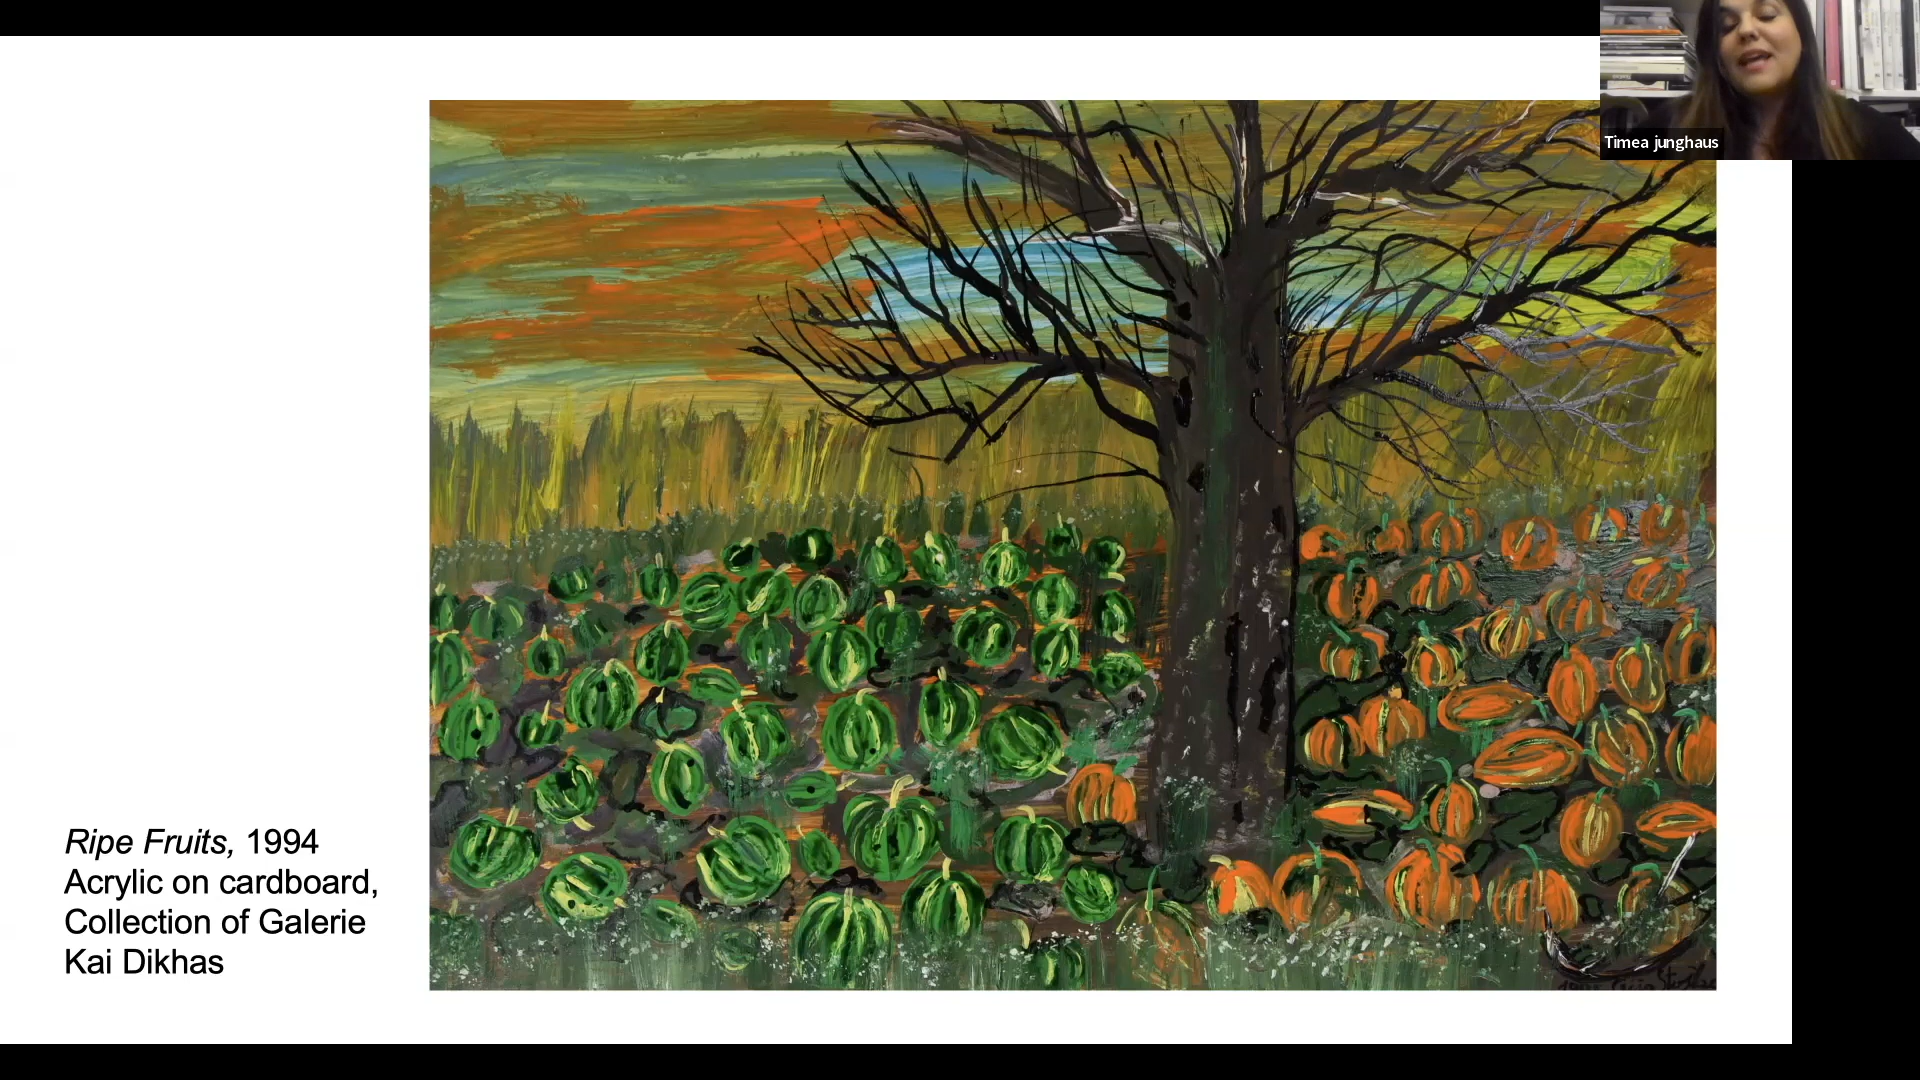 Timea junghaus
Ripe Fruits, 1994
Acrylic on cardboard,
Collection of Galerie
Kai Dikhas